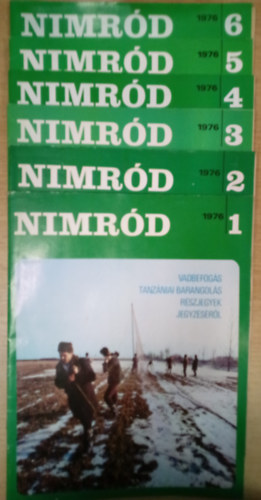 NIMRÓD 1976 6
NIMRÓD 1976 5
NIMRÓD 1976 4
NIMRÓD 1976 3
NIMRÓD 1976 2
NIMRÓD 1976 1
VADBEFOGÁS
TANZÁNIAI BARANGOLÁS
RÉSZJEGYEK
JEGYZÉSÉRŐL